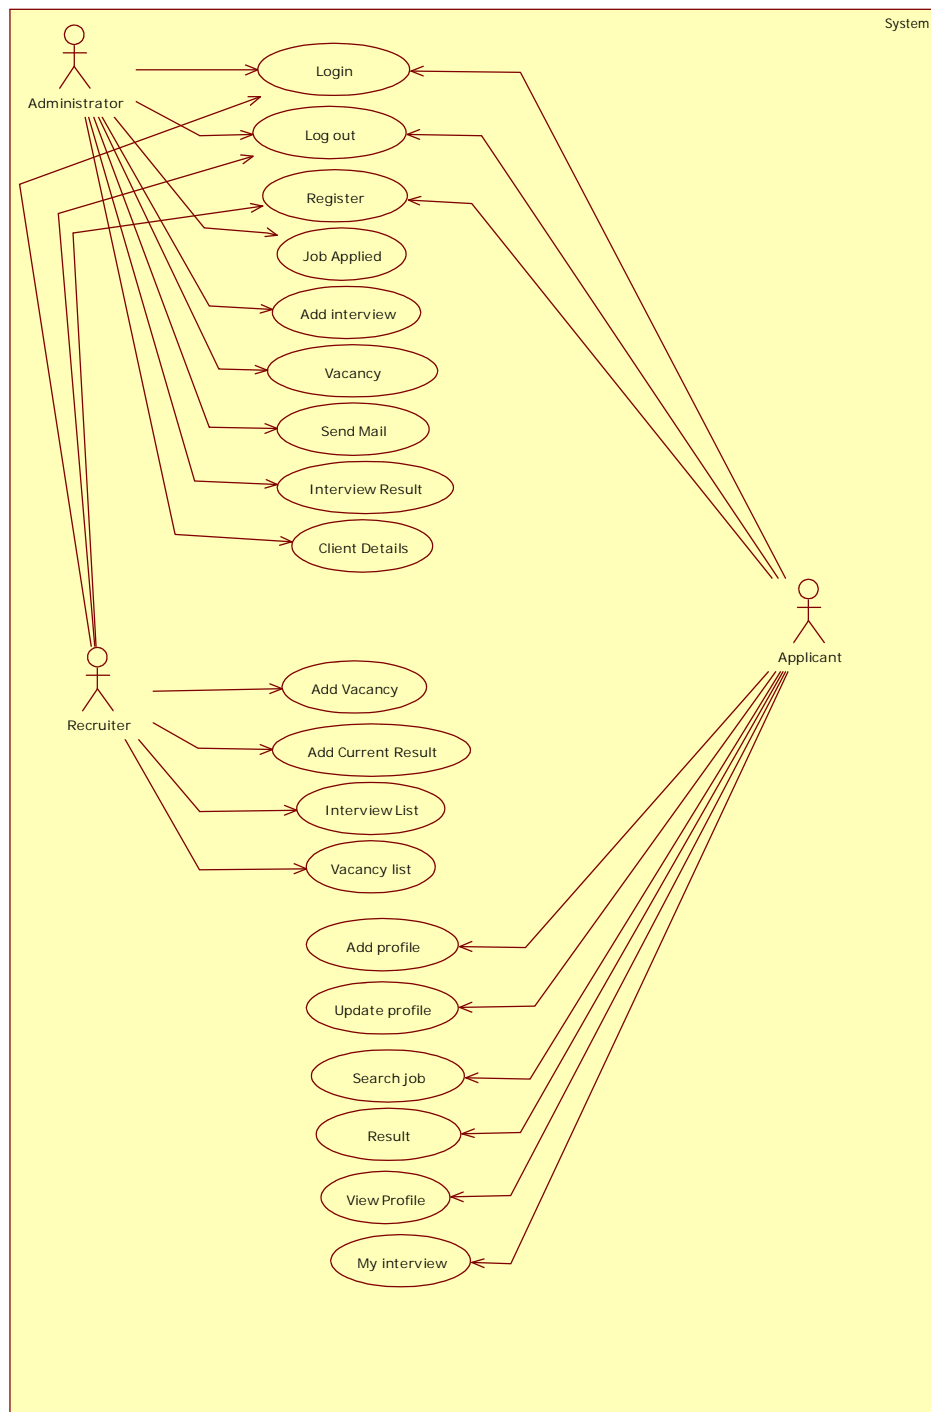 System
Administrator
Login
Log out
Register
Job Applied
Add interview
Vacancy
Send Mail
Interview Result
Client Details
Applicant
Recruiter
Add Vacancy
Add Current Result
Interview List
Vacancy list
Add profile
Update profile
Search job
Result
View Profile
My interview